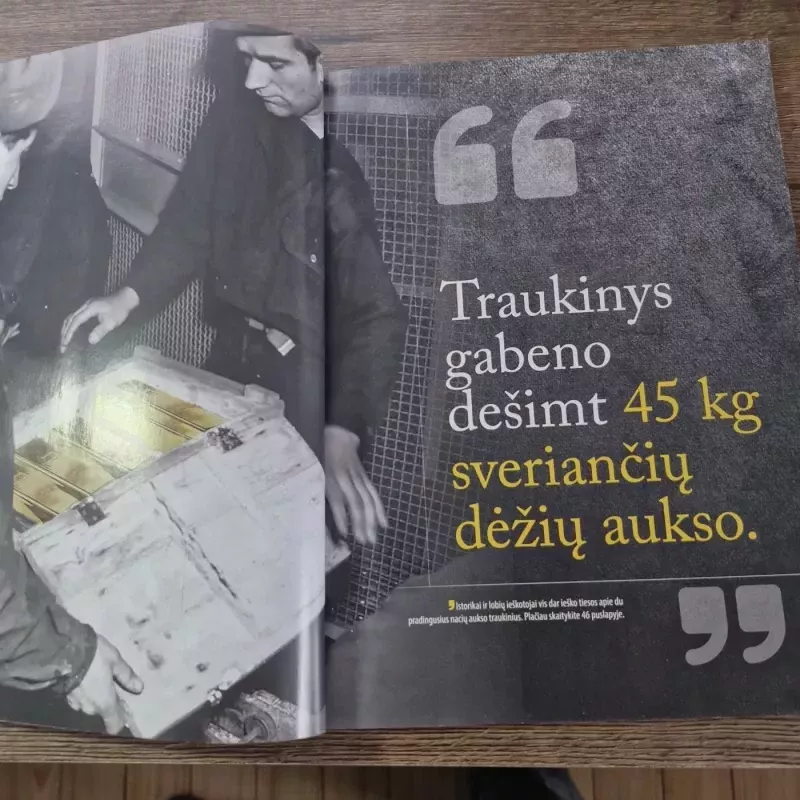 “
Traukinys
gabeno
dešimt 45 kg
sveriančių
dėžių aukso.
Istorikai ir lobių ieškotojai vis dar ieško tiesos apie du
pradingusius nacių aukso traukinius. Plačiau skaitykite 46 puslapyje.
”